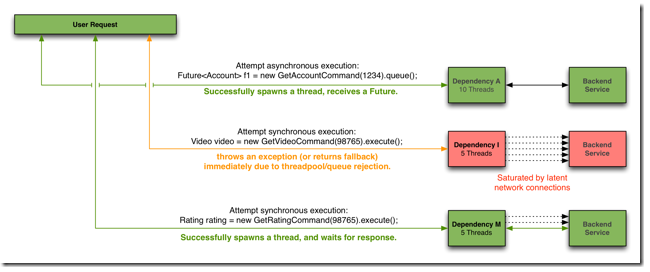 User Request
Attempt asynchronous execution:
Future<Account> f1 = new GetAccountCommand(1234).queue();
Successfully spawns a thread, receives a Future.
Dependency A
10 Threads
Backend
Service
Attempt synchronous execution:
Video video = new GetVideoCommand(98765).execute();
throws an exception (or returns fallback)
immediately due to threadpool/queue rejection.
Dependency I
5 Threads
Backend
Service
Saturated by latent
network connections
Attempt synchronous execution:
Rating rating = new GetRatingCommand(98765).execute();
Successfully spawns a thread, and waits for response.
Dependency M
5 Threads
Backend
Service